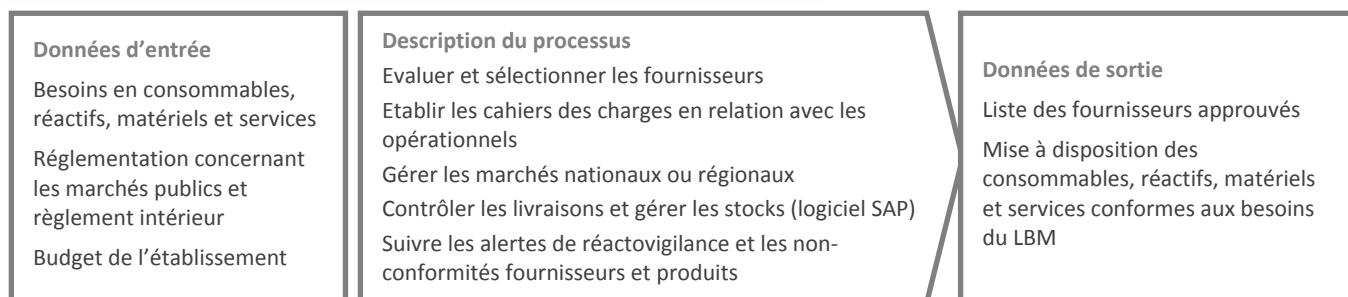 Données d'entrée
Besoins en consommables,
réactifs, matériels et services
Réglementation concernant
les marchés publics et
règlement intérieur
Budget de l'établissement
Description du processus
Evaluer et sélectionner les fournisseurs
Etablir les cahiers des charges en relation avec les
opérationnels
Gérer les marchés nationaux ou régionaux
Contrôler les livraisons et gérer les stocks (logiciel SAP)
Suivre les alertes de réactovigilance et les non-
conformités fournisseurs et produits
Données de sortie
Liste des fournisseurs approuvés
Mise à disposition des
consommables, réactifs, matériels
et services conformes aux besoins
du LBM